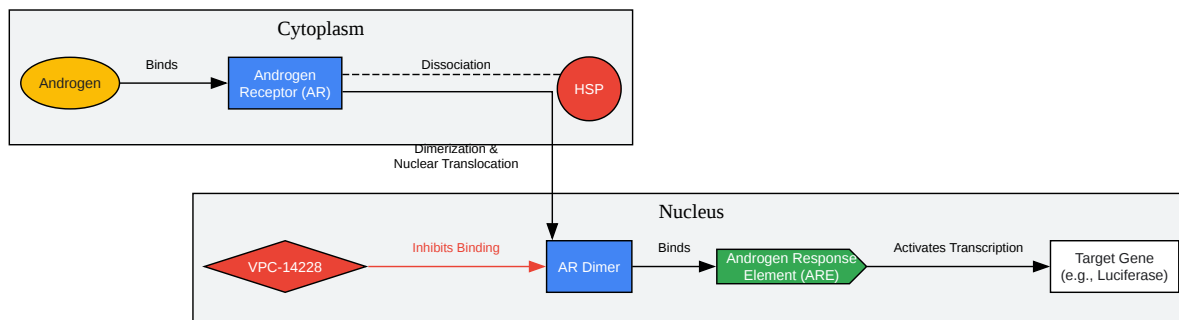 Cytoplasm
Androgen
Binds
Androgen
Receptor (AR)
Dissociation
HSP
Dimerization &
Nuclear Translocation
Nucleus
VPC-14228
Inhibits Binding
AR Dimer
Binds
Androgen Response
Element (ARE)
Activates Transcription
Target Gene
(e.g., Luciferase)